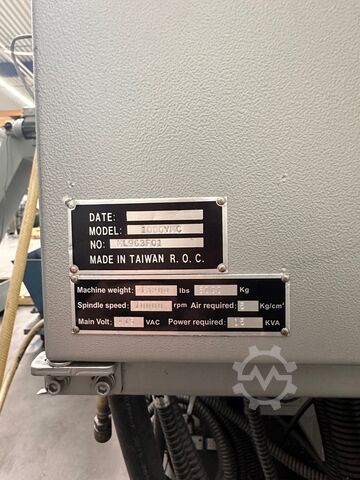 DATE:
MODEL: 1000YMC
NO: ML963F01
MADE IN TAIWAN R. O. C.
Machine weight: lbs Kg
Spindle speed: rpm Air required: Kg/cm²
Main Volt: VAC Power required: KVA